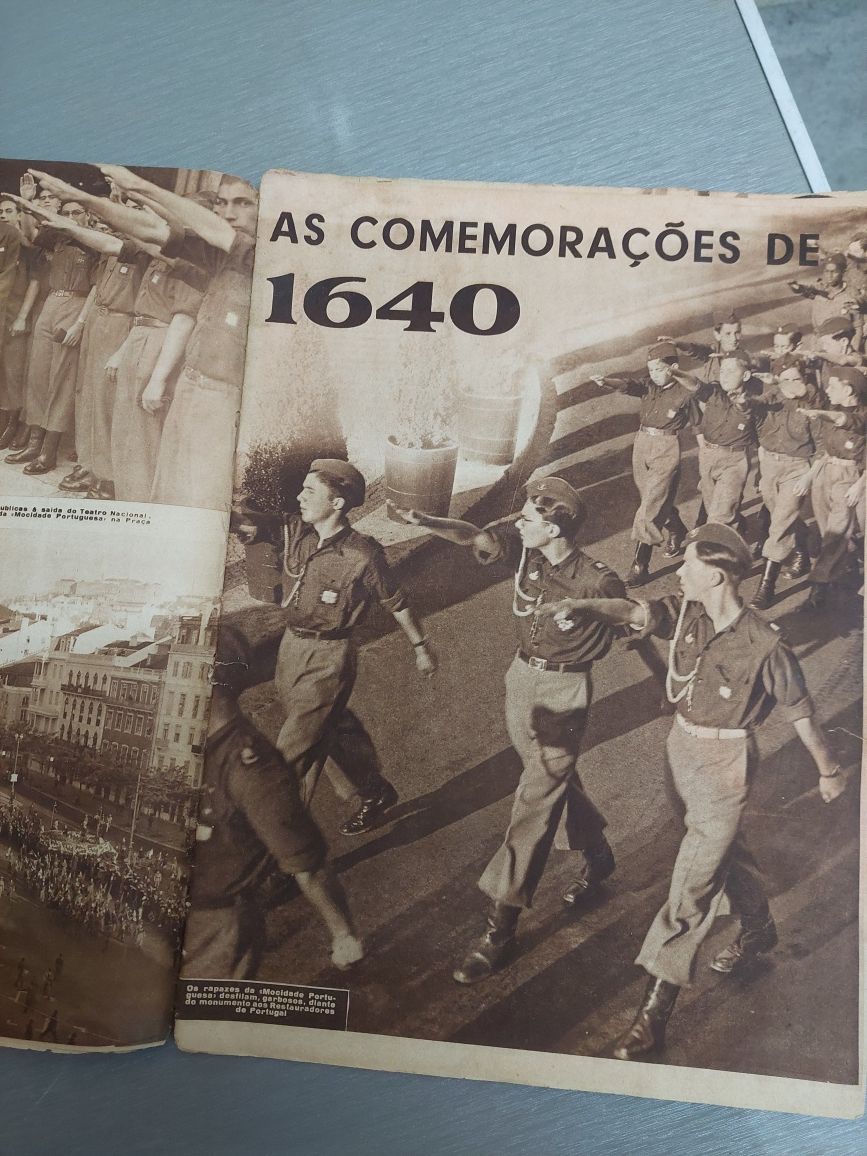 ublicas à saída do Teatro Nacional.
da «Mocidade Portuguesa» na Praça
AS COMEMORAÇÕES DE
1640
Os rapazes da «Mocidade Portu-
guesa» desfilam, garbosos, diante
do monumento aos Restauradores
de Portugal